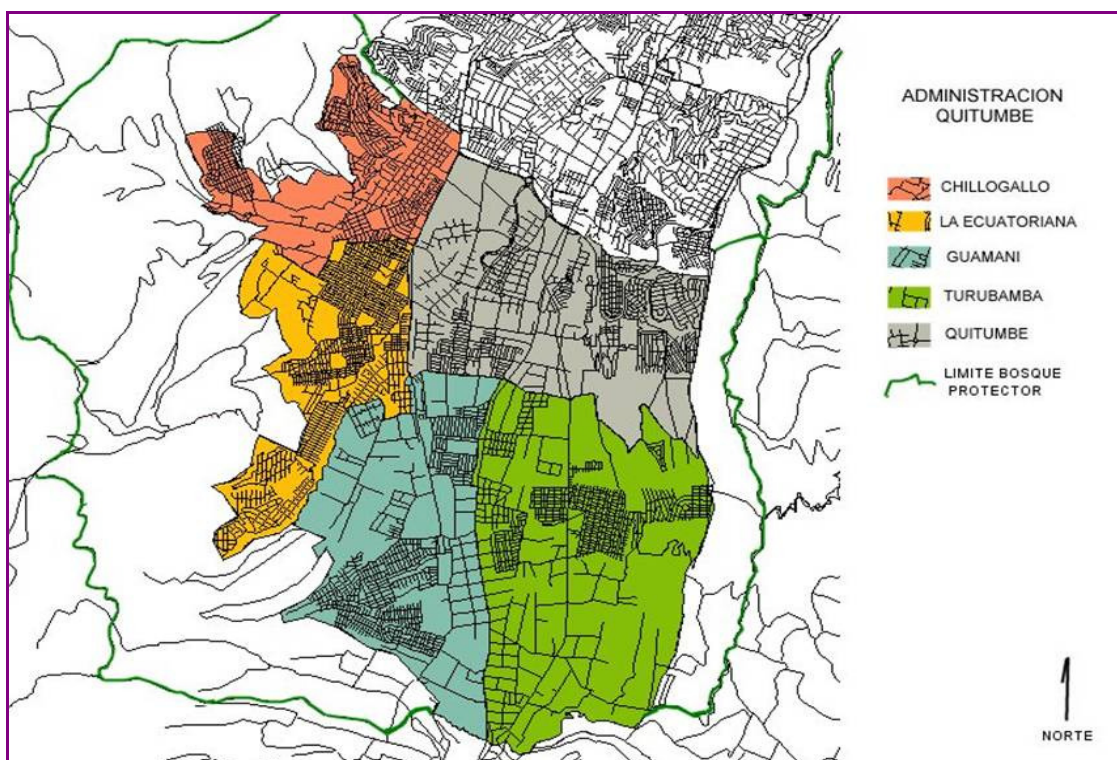 ADMINISTRACION
QUITUMBE
CHILLOGALLO
LA ECUATORIANA
GUAMANI
TURUBAMBA
QUITUMBE
LIMITE BOSQUE
PROTECTOR
NORTE